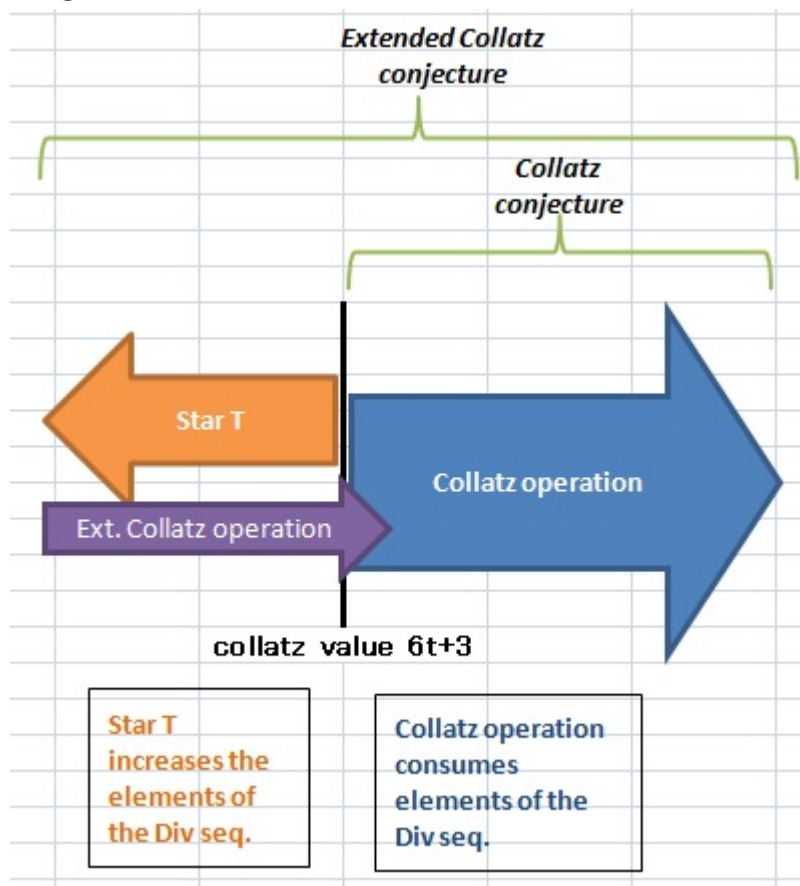 Extended Collatz
conjecture
Collatz
conjecture
Star T
Collatz operation
Ext. Collatz operation
collatz value 6t+3
Star T
increases the
elements of
the Div seq.
Collatz operation
consumes
elements of the
Div seq.